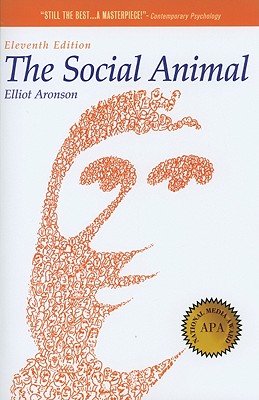 "STILL THE BEST...A MASTERPIECE!"- Contemporary Psychology
Eleventh Edition
The Social Animal
Elliot Aronson
NATIONAL MEDIA AWARD
APA